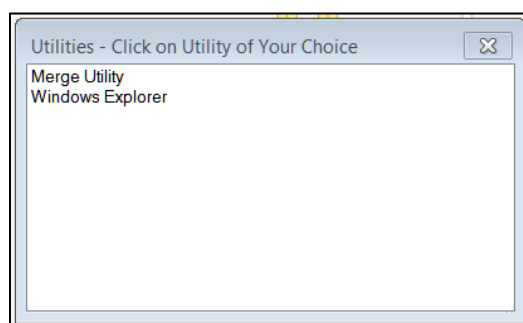 Utilities - Click on Utility of Your Choice
Merge Utility
Windows Explorer